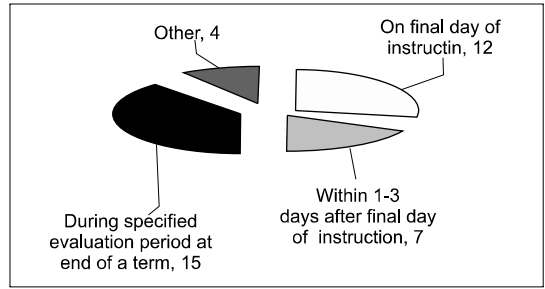 Other, 4
On final day of
instructin, 12
During specified
evaluation period at
end of a term, 15
Within 1-3
days after final day
of instruction, 7